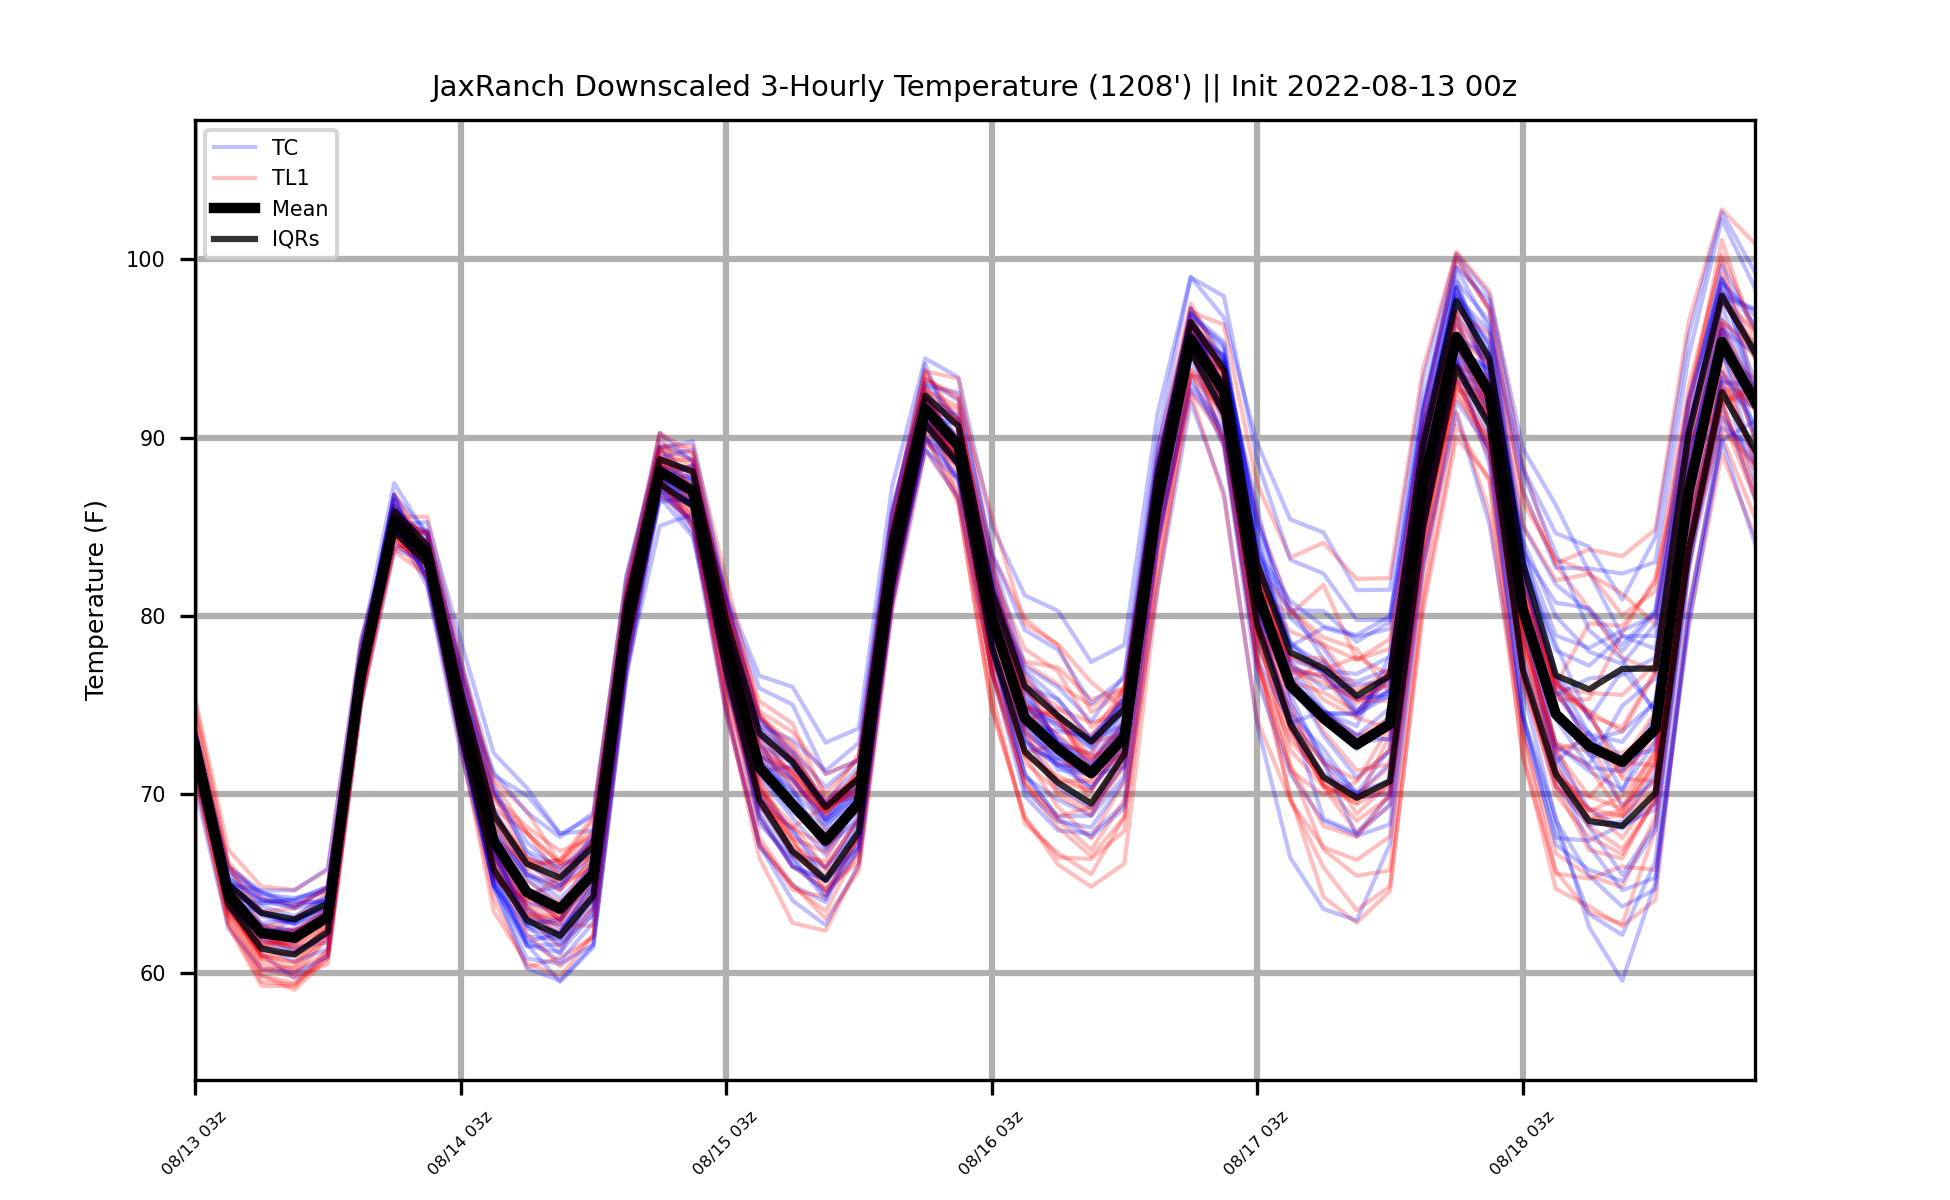 JaxRanch Downscaled 3-Hourly Temperature (1208') || Init 2022-08-13 00z
TC
TL1
Mean
IQRs
Temperature (F)
100
90
80
70
60
08/13 03z
08/14 03z
08/15 03z
08/16 03z
08/17 03z
08/18 03z